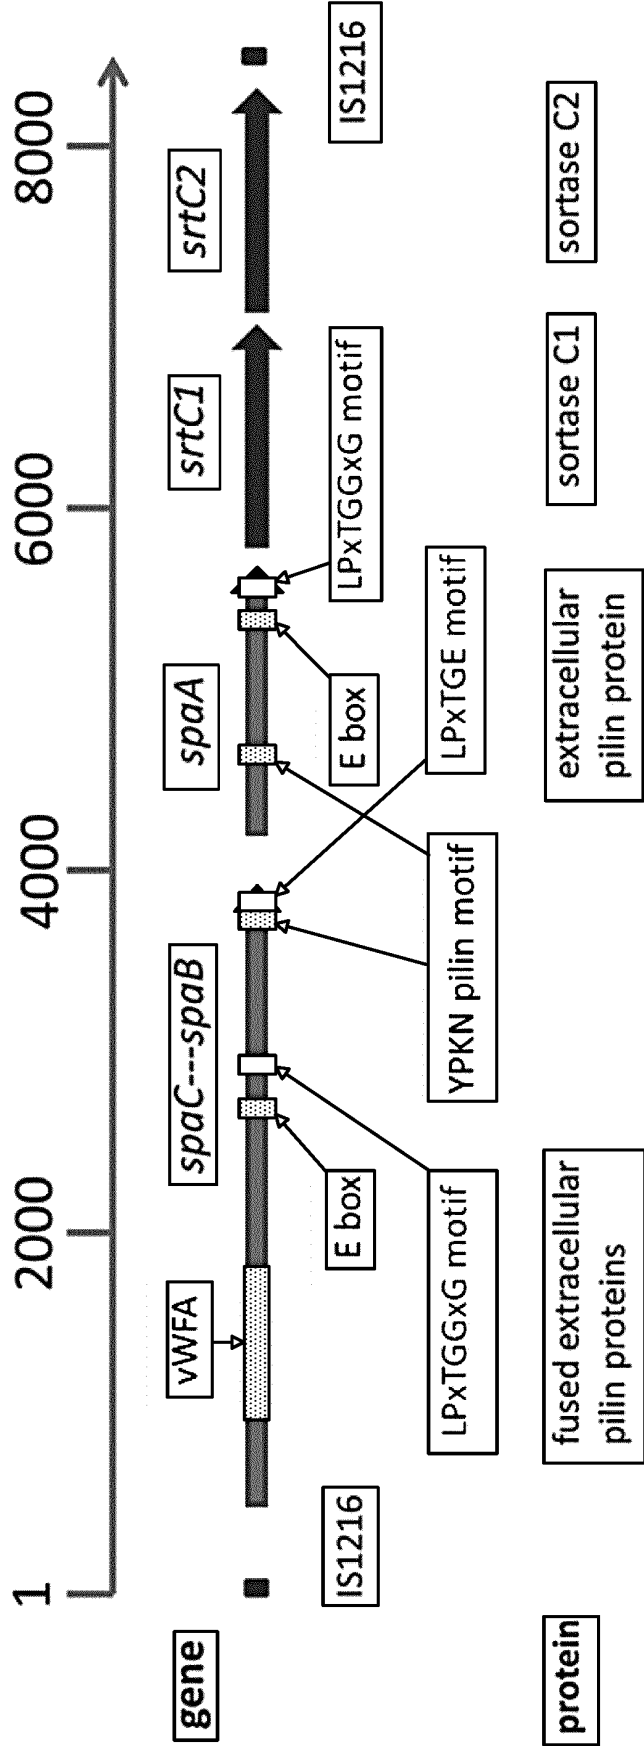 1
2000
4000
6000
8000
gene
vWFA
spaC---spaB
spaA
srtC1
srtC2
IS1216
E box
E box
LPxTGGxG motif
IS1216
LPxTGGxG motif
YPKN pilin motif
LPxTGE motif
protein
fused extracellular
pilin proteins
extracellular
pilin protein
sortase C1
sortase C2